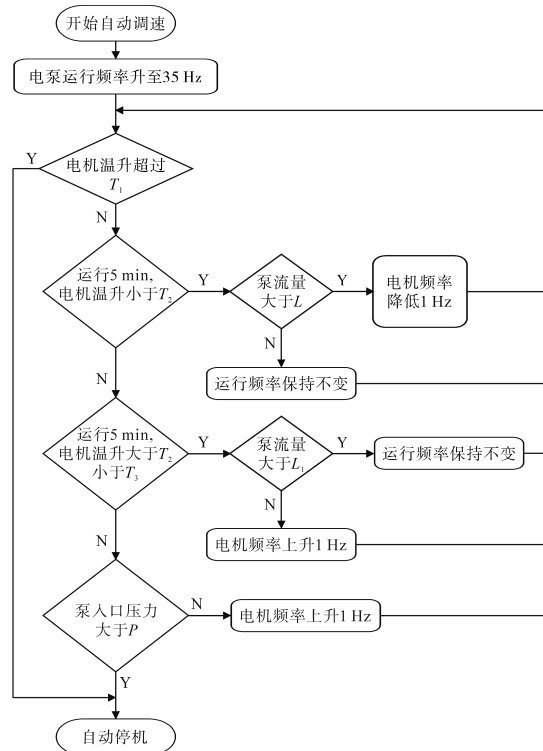 开始自动调速
电泵运行频率升至35 Hz
Y
电机温升超过
T₁
N
运行5 min,
电机温升小于T₂
Y
泵流量
大于L
Y
电机频率
降低1 Hz
N
运行频率保持不变
N
运行5 min,
电机温升大于T₂
小于T₃
Y
泵流量
大于L₁
Y
运行频率保持不变
N
电机频率上升1 Hz
N
泵入口压力
大于P
N
电机频率上升1 Hz
Y
自动停机